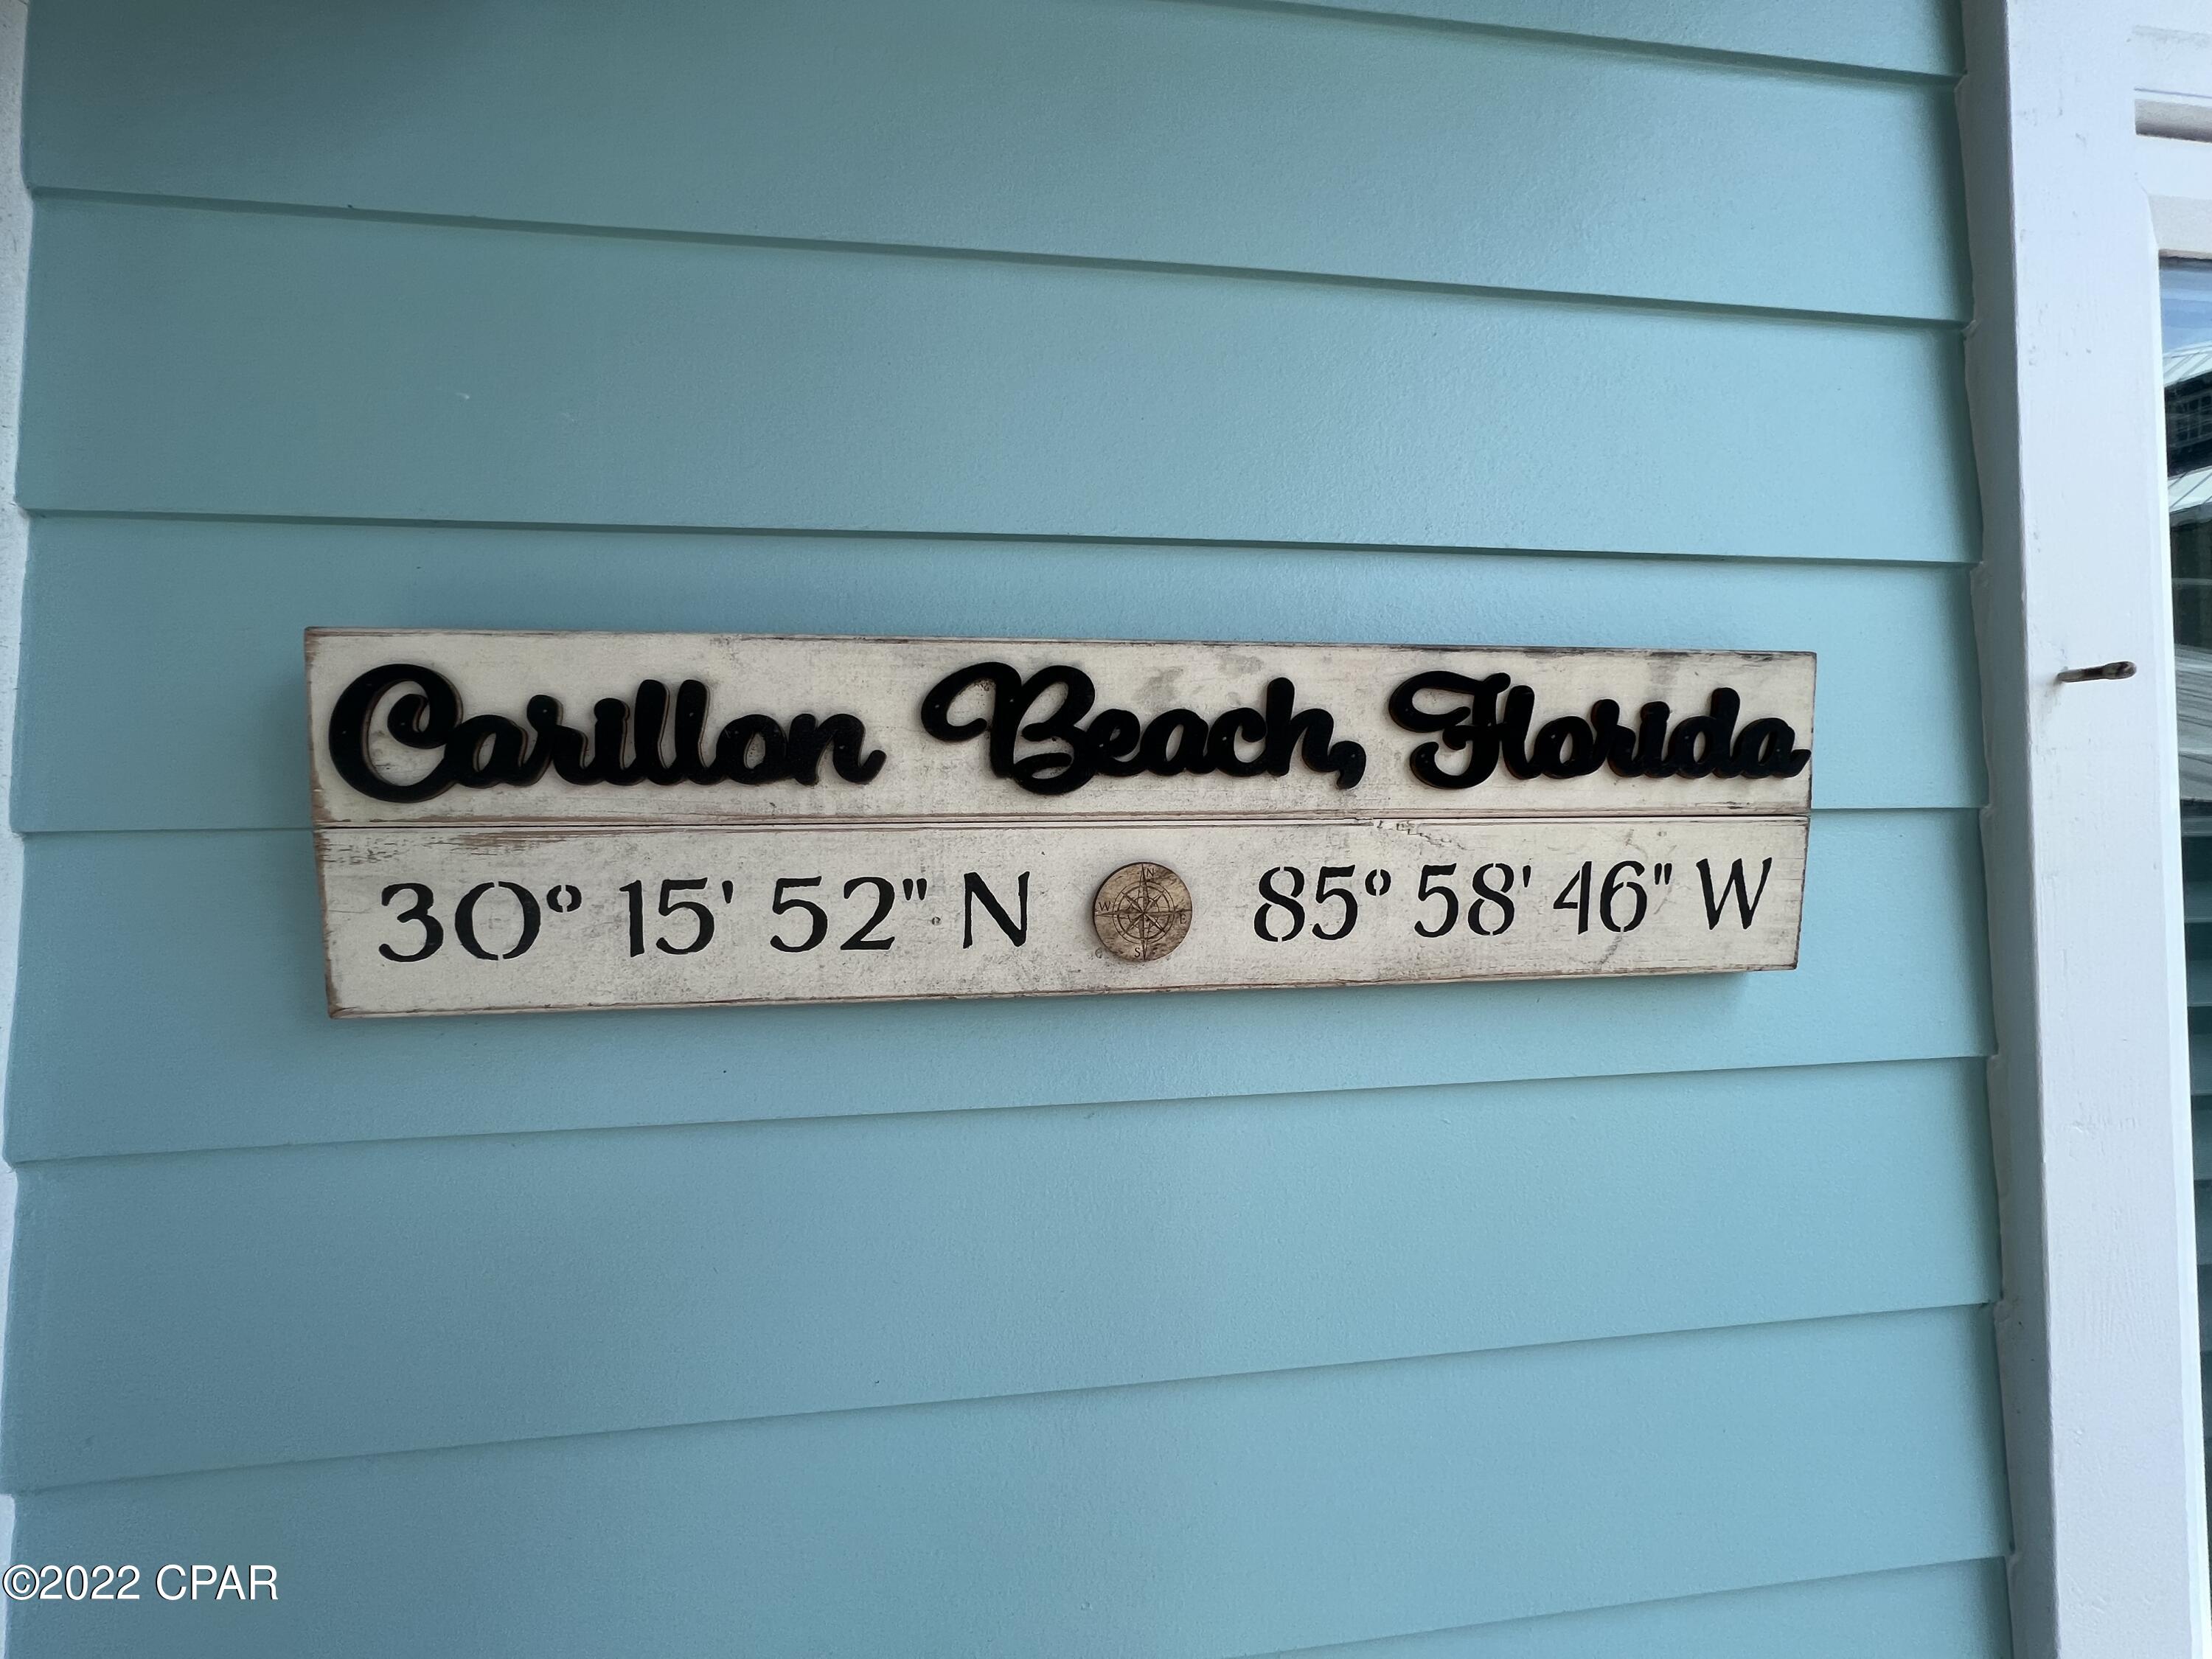 Carillon Beach, Florida
30° 15' 52" N 85° 58' 46" W
N
W E
S
©2022 CPAR